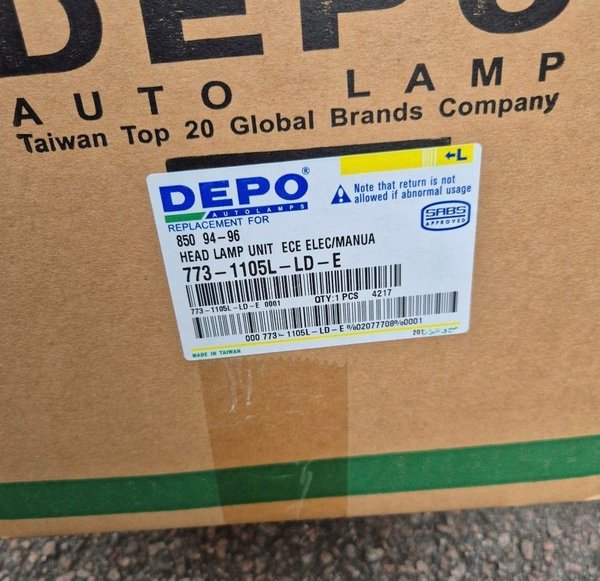 DEPO
AUTO LAMP
Taiwan Top 20 Global Brands Company
←L
DEPO®
AUTOLAMPS
Note that return is not
allowed if abnormal usage
SABS
APPROVED
REPLACEMENT FOR
850 94-96
HEAD LAMP UNIT ECE ELEC/MANUA
773-1105L-LD-E
773-1105L-LD-E 0001 QTY:1 PCS 4217
000 773-1105L-LD-E%02077708%0001
MADE IN TAIWAN